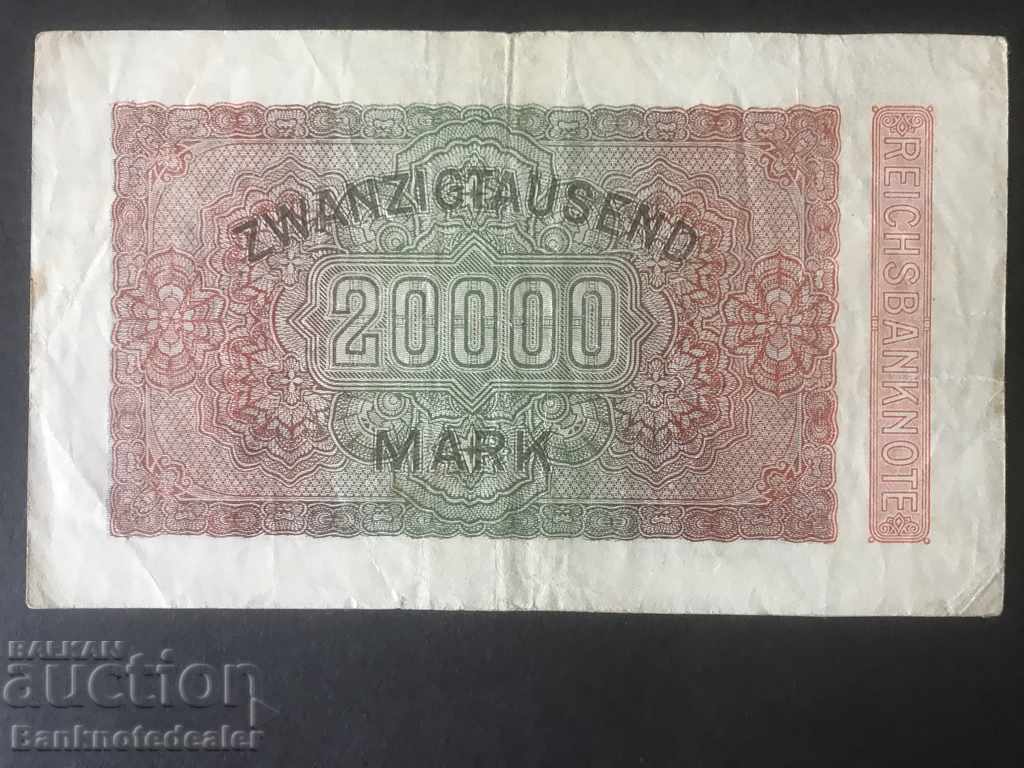 ZWANZIGTAUSEND
20000
MARK
REICHSBANKNOTE
BALKAN
auction
Banknotedealer